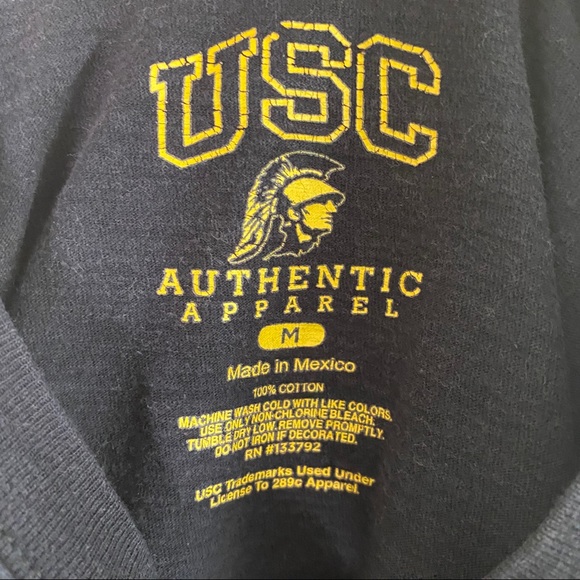 USC
AUTHENTIC
APPAREL
M
Made in Mexico
100% COTTON
MACHINE WASH COLD WITH LIKE COLORS.
USE ONLY NON-CHLORINE BLEACH.
TUMBLE DRY LOW. REMOVE PROMPTLY.
DO NOT IRON IF DECORATED.
RN #133792
USC Trademarks Used Under
License To 289c Apparel.